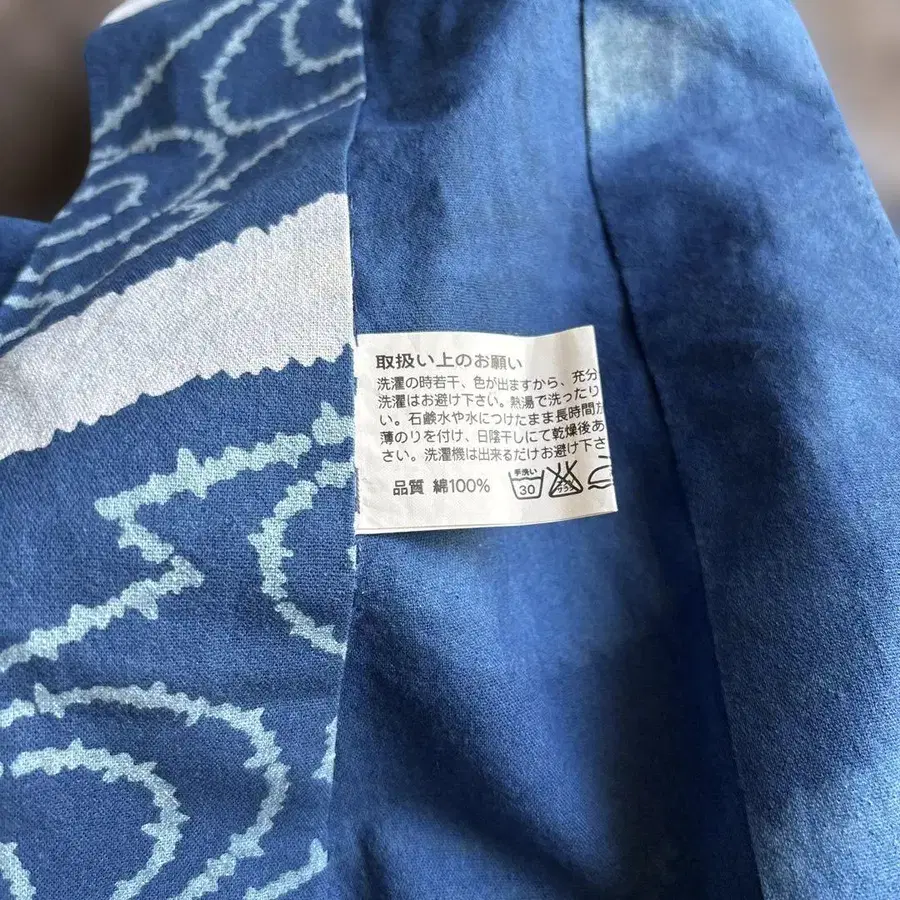 取扱い上のお願い
洗濯の時若干、色が出ますから、充分
洗濯はお避け下さい。熱湯で洗ったり
い。石鹸水や水につけたまま長時間放
薄のリを付け、日陰干しにて乾燥後あ
さい。洗濯機は出来るだけお避け下さ
品質 綿100%
手洗い
30